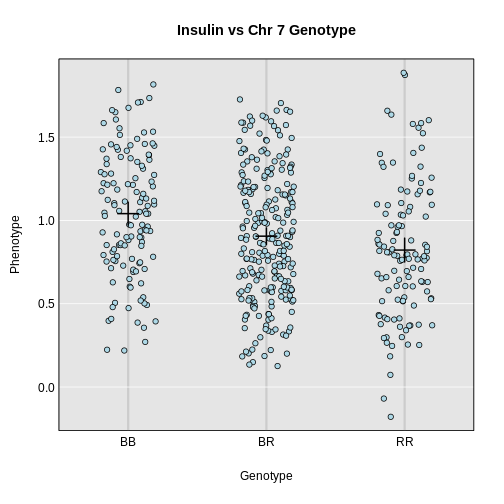 Insulin vs Chr 7 Genotype
Phenotype
1.5
1.0
0.5
0.0
BB BR RR
Genotype